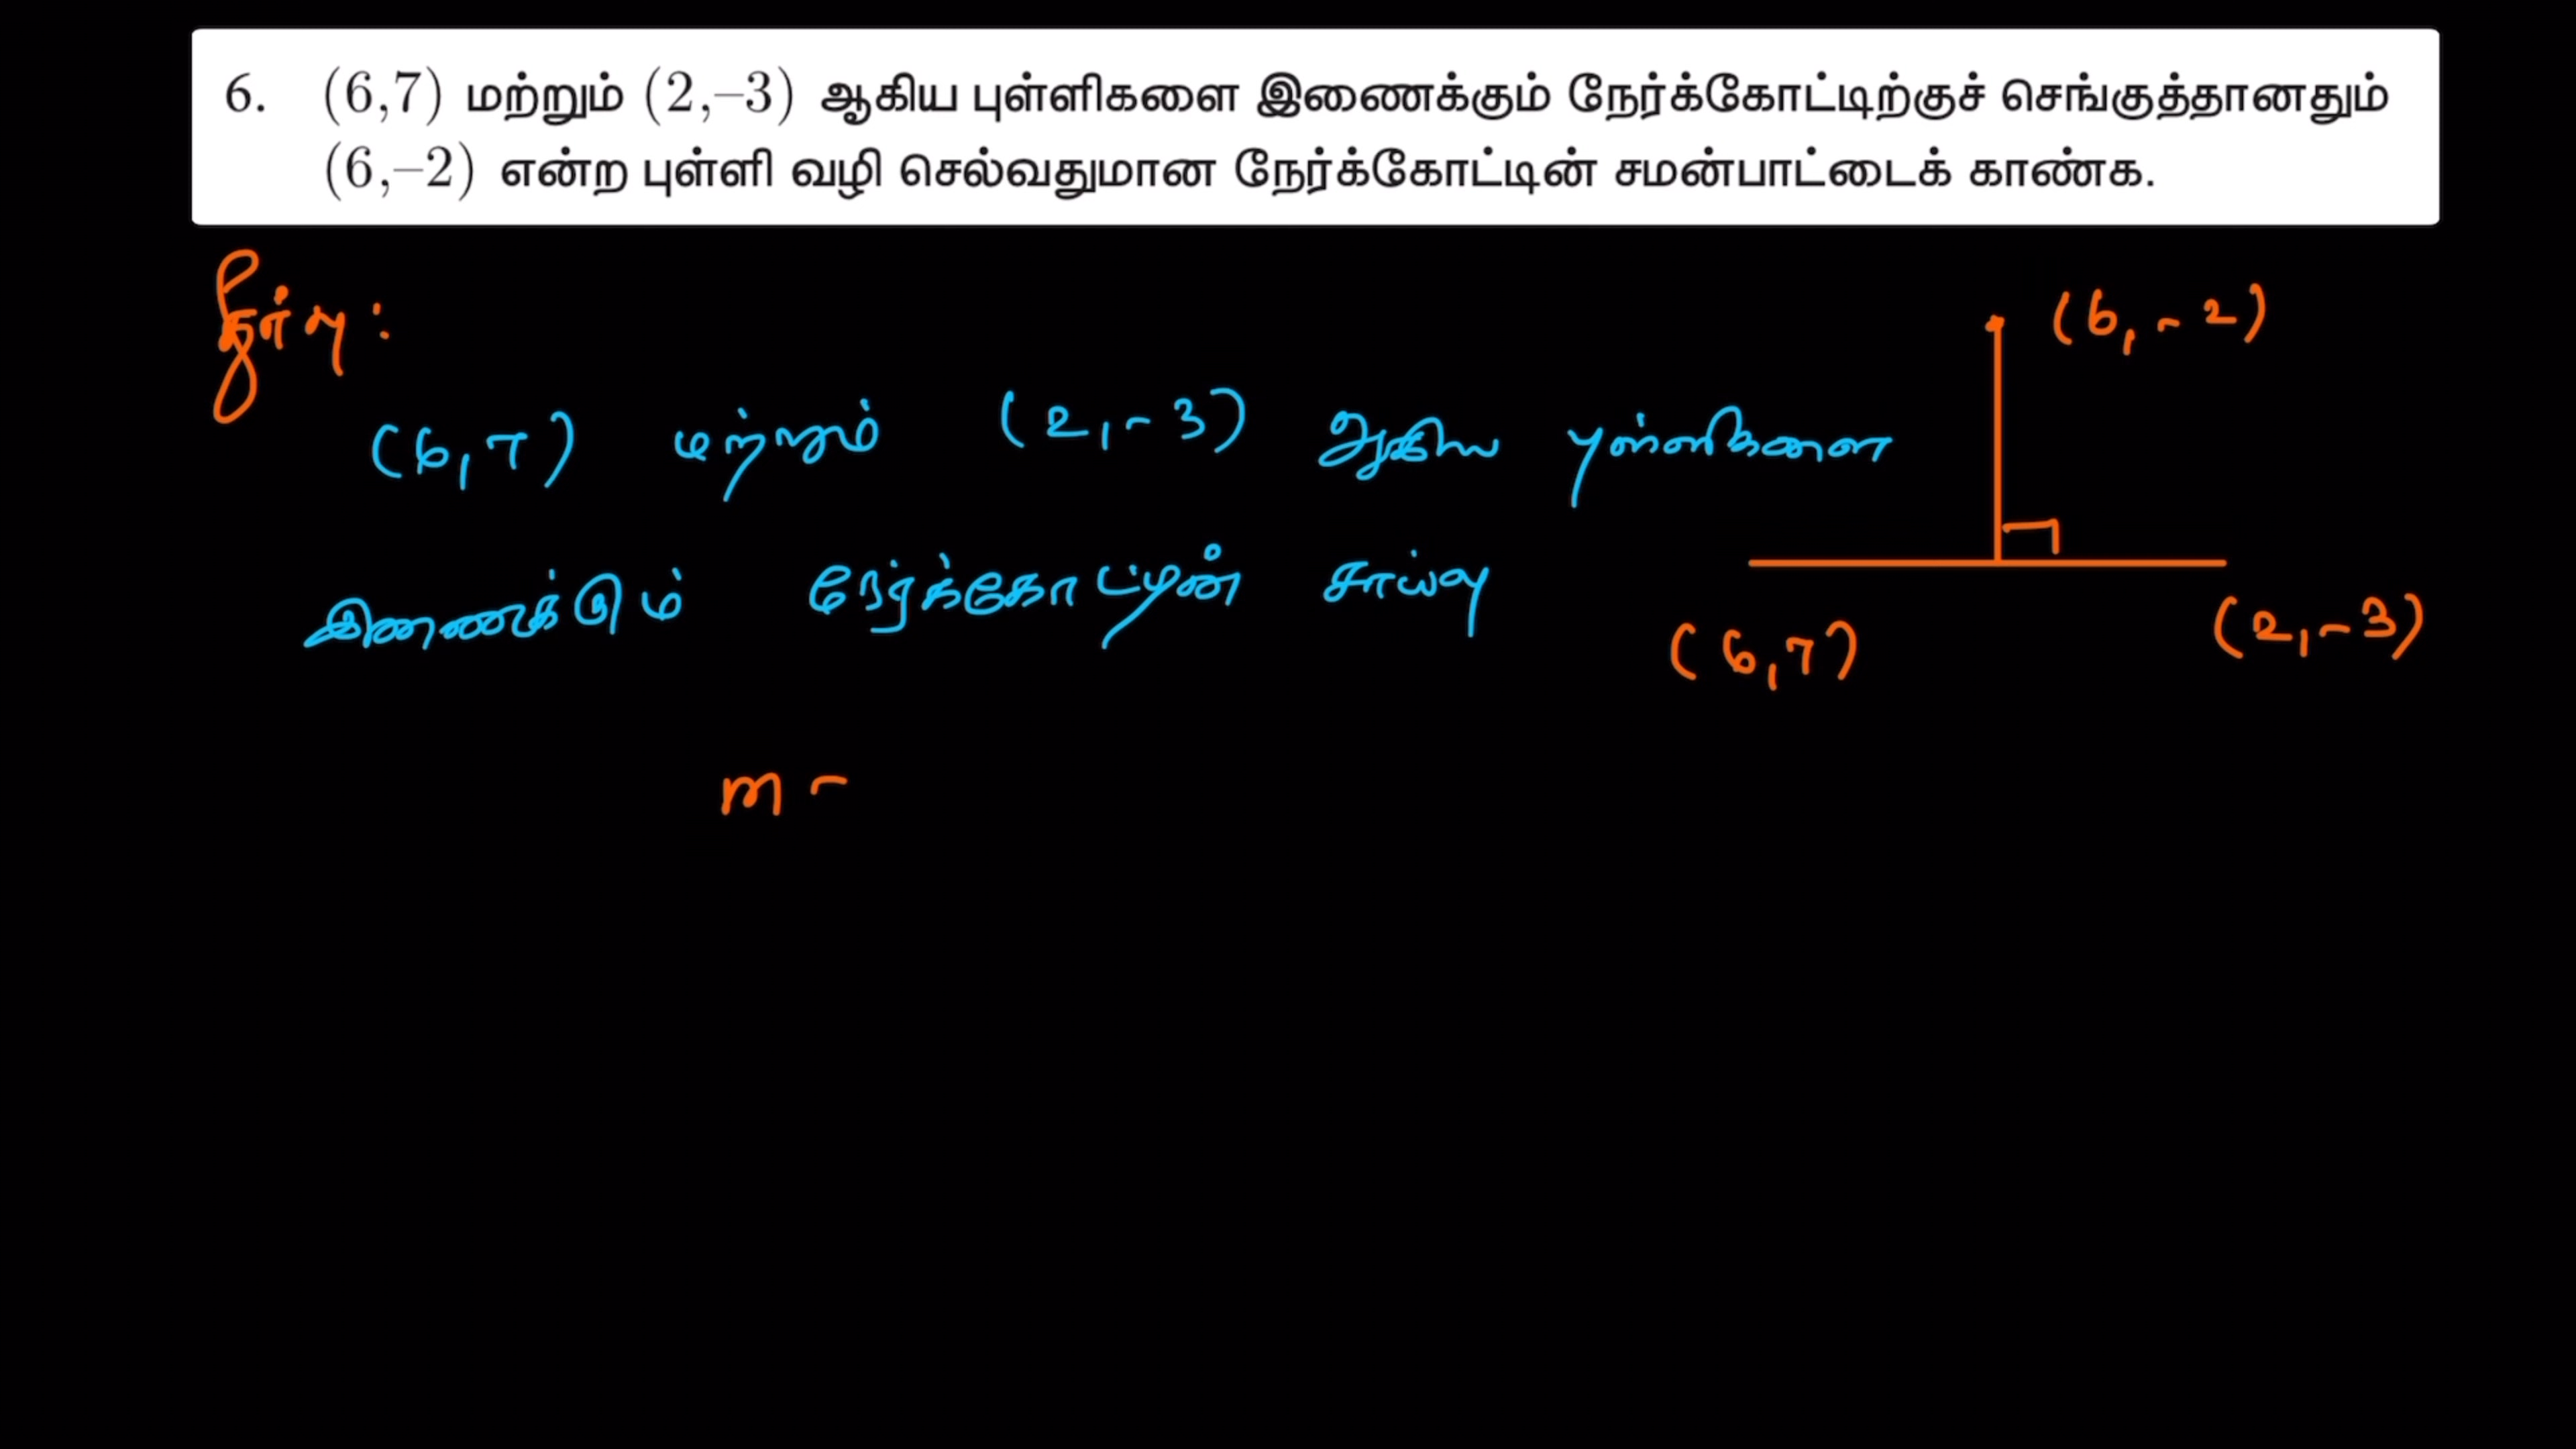 6. (6,7) மற்றும் (2,–3) ஆகிய புள்ளிகளை இணைக்கும் நேர்க்கோட்டிற்குச் செங்குத்தானதும்
(6,–2) என்ற புள்ளி வழி செல்வதுமான நேர்க்கோட்டின் சமன்பாட்டைக் காண்க.
தீர்வு:
(6, -2)
(6, 7) மற்றும் (2, -3) ஆகிய புள்ளிகளை
இணைக்கும் நேர்க்கோட்டின் சாய்வு
(6, 7) (2, -3)
m -